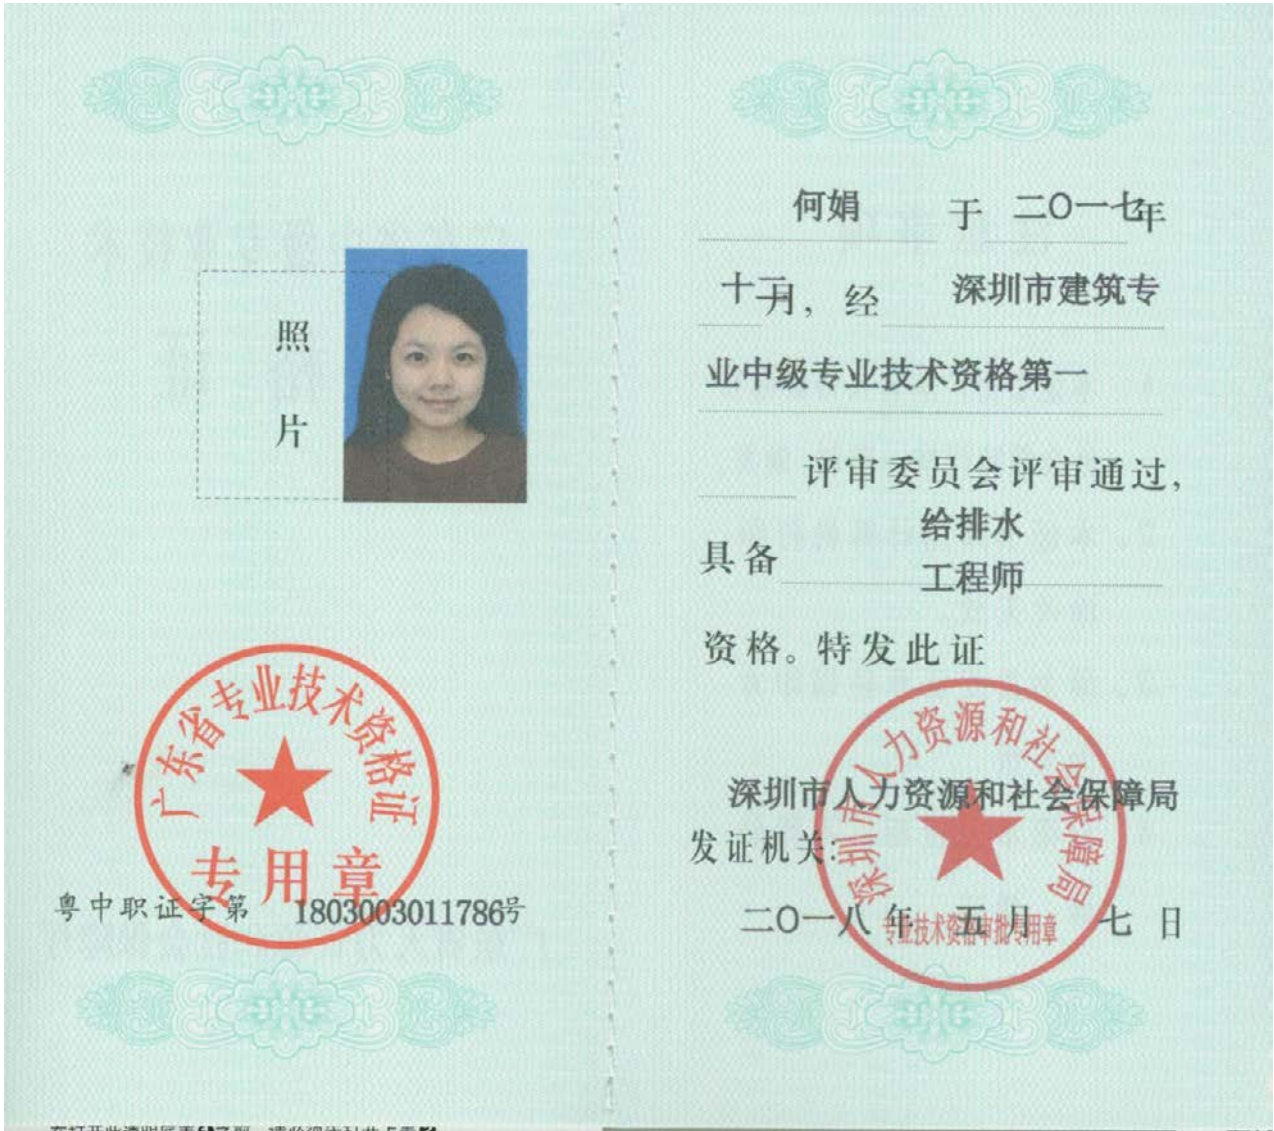 照
片
广东省专业技术资格证
专用章
粤中职证字第 1803003011786号
何娟 于 二〇一七年
十二月，经 深圳市建筑专
业中级专业技术资格第一
评审委员会评审通过，
具备 给排水
工程师
资格。特发此证
深圳市人力资源和社会保障局
深圳市人力资源和社会保障局
发证机关：
二〇一八年 五月 七日
专业技术资格审批专用章